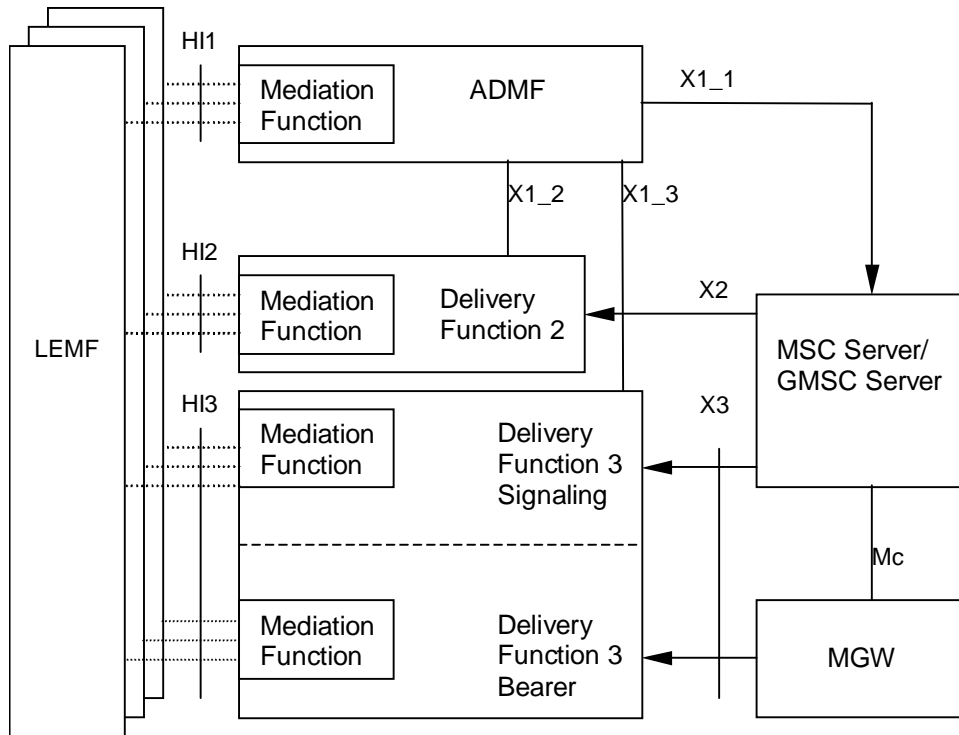 HI1
Mediation
Function
ADMF
X1_1
X1_2
X1_3
HI2
Mediation
Function
Delivery
Function 2
X2
LEMF
MSC Server/
GMSC Server
HI3
X3
Mediation
Function
Delivery
Function 3
Signaling
Mc
Mediation
Function
Delivery
Function 3
Bearer
MGW